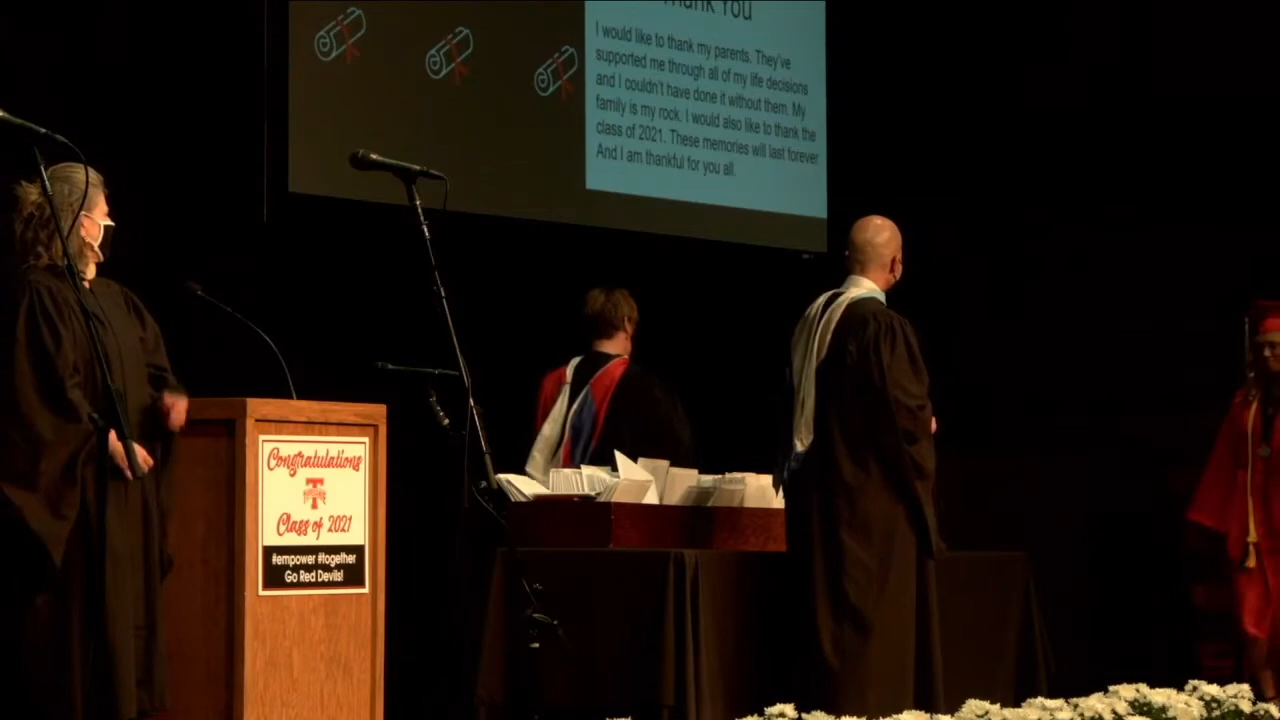 Thank You
I would like to thank my parents. They've
supported me through all of my life decisions
and I couldn't have done it without them. My
family is my rock. I would also like to thank the
class of 2021. These memories will last forever
And I am thankful for you all.
Congratulations
T
Class of 2021
#empower #together
Go Red Devils!